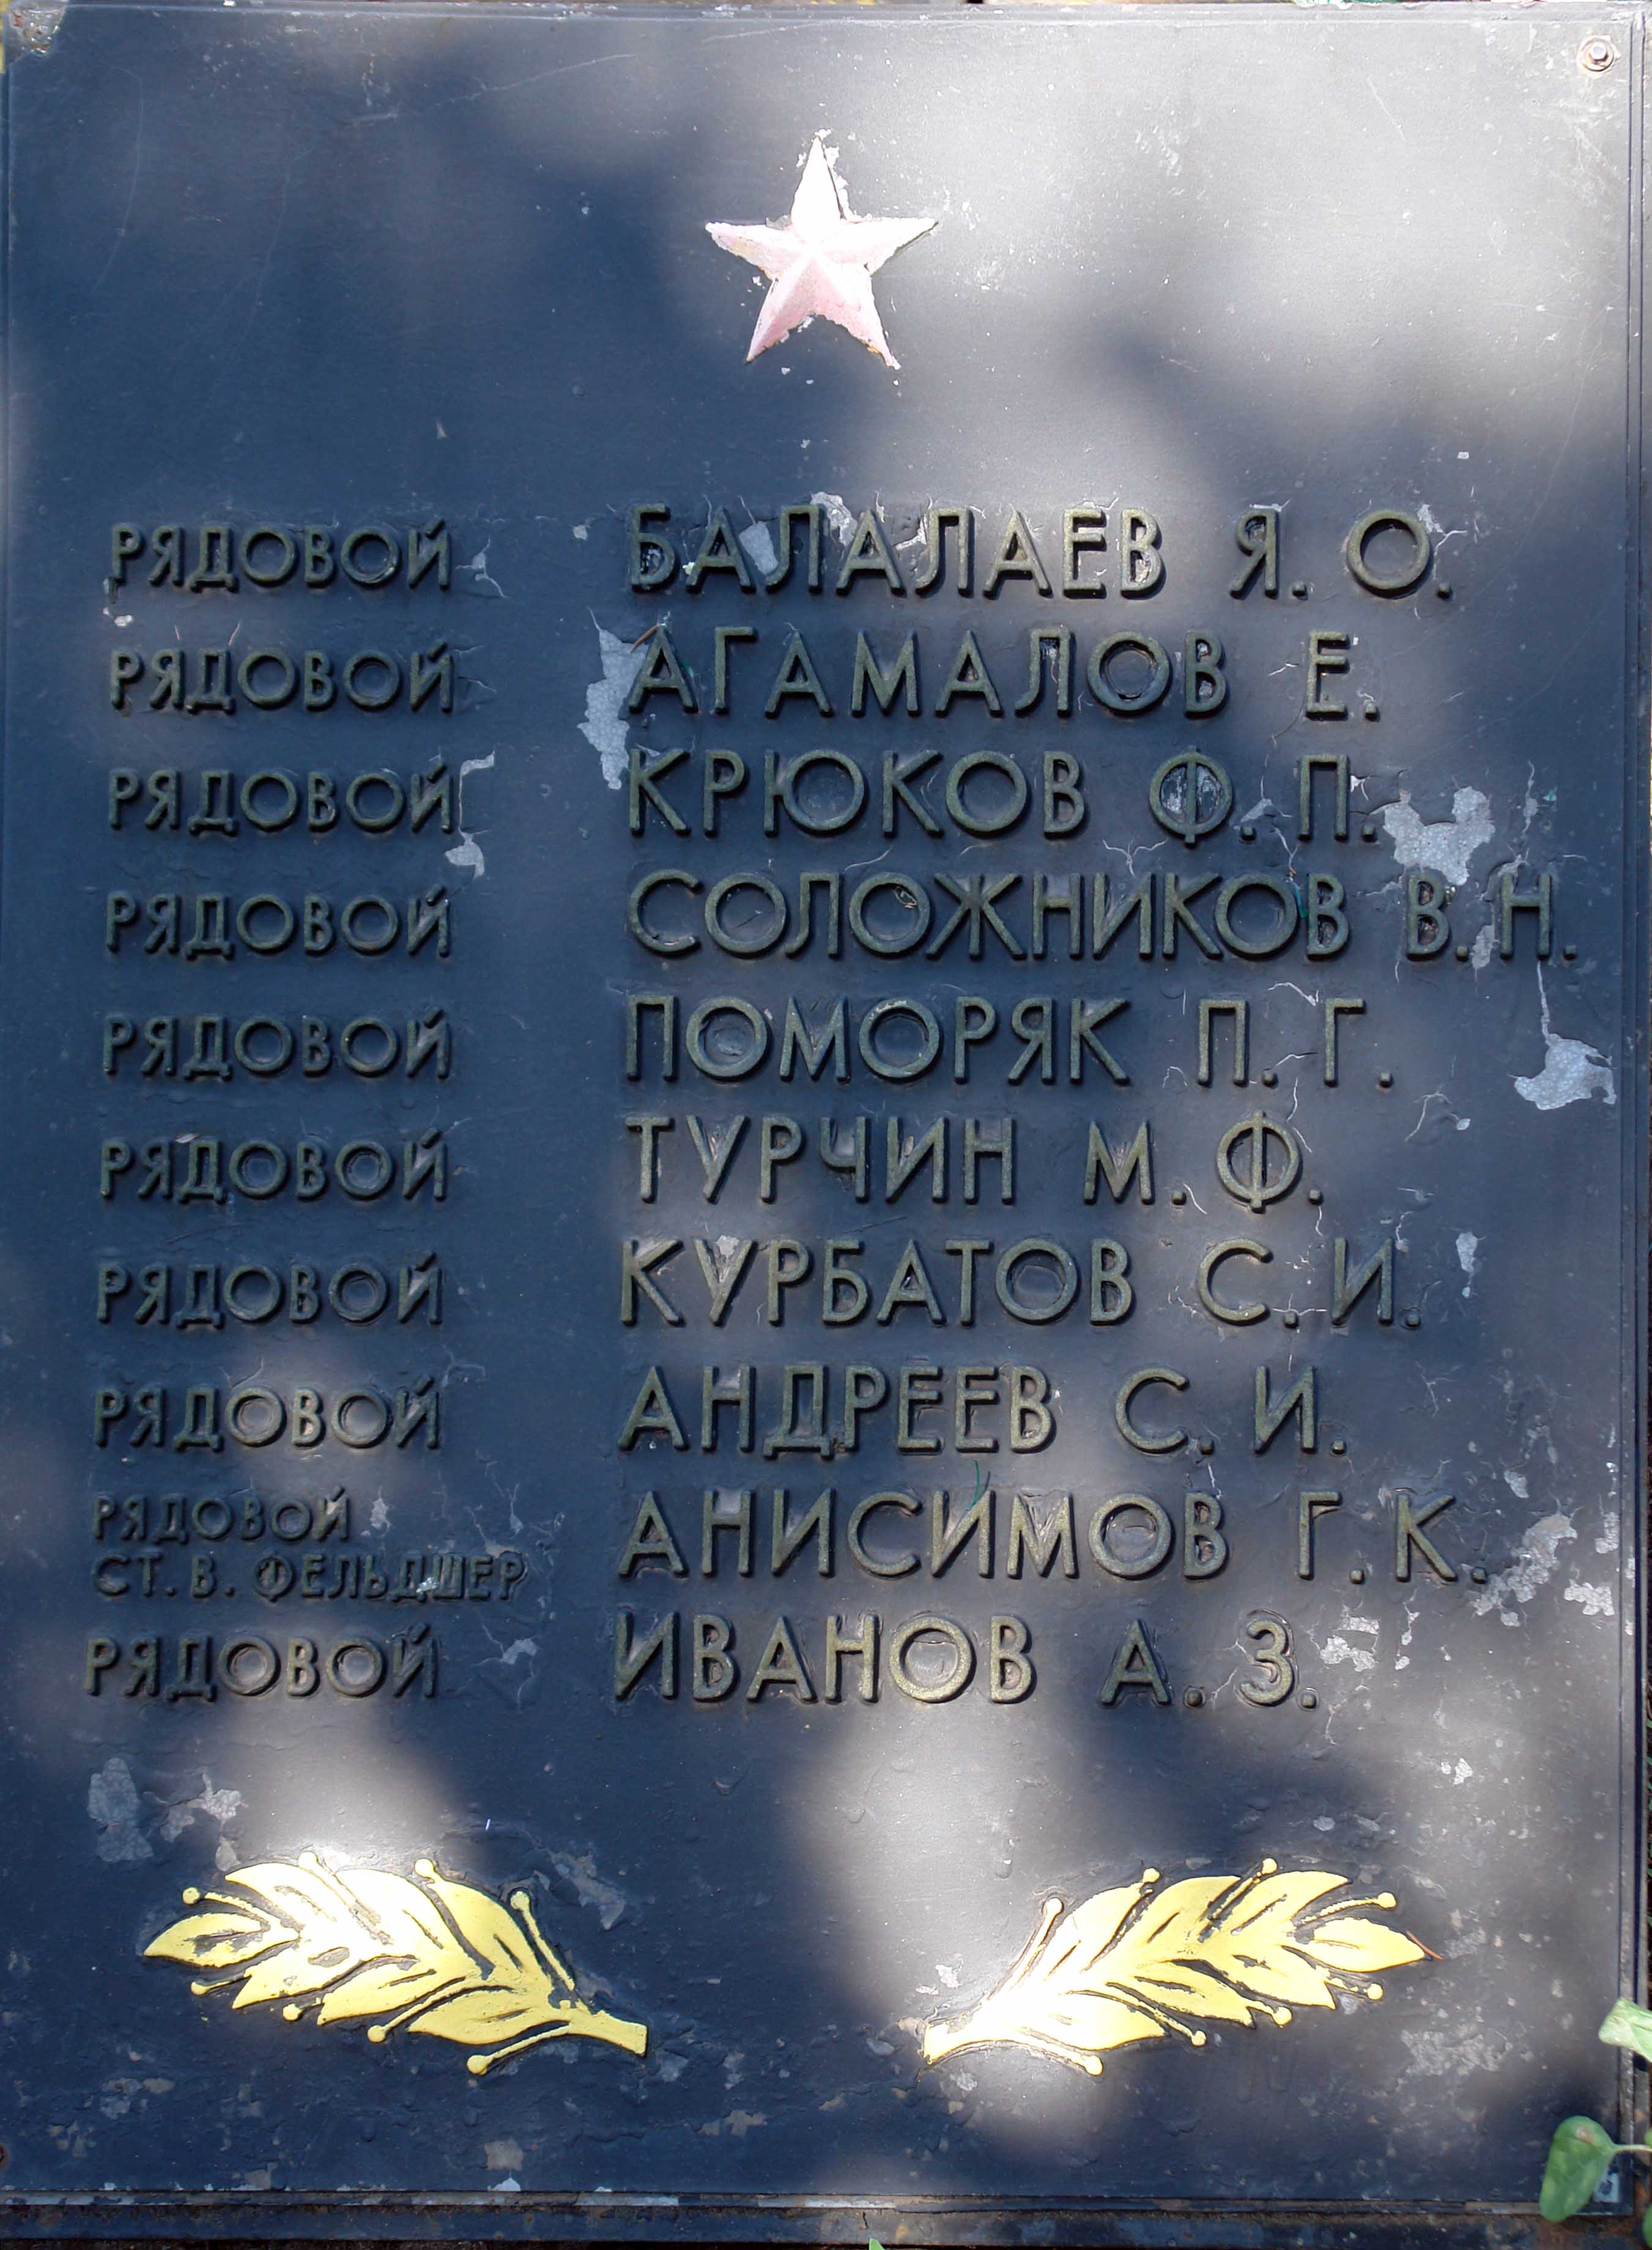 РЯДОВОЙ БАЛАЛАЕВ Я. О.
РЯДОВОЙ АГАМАЛОВ Е.
РЯДОВОЙ КРЮКОВ Ф. П.
РЯДОВОЙ СОЛОЖНИКОВ В. Н.
РЯДОВОЙ ПОМОРЯК П. Г.
РЯДОВОЙ ТУРЧИН М. Ф.
РЯДОВОЙ КУРБАТОВ С. И.
РЯДОВОЙ АНДРЕЕВ С. И.
РЯДОВОЙ
СТ. В. ФЕЛЬДШЕР АНИСИМОВ Г. К.
РЯДОВОЙ ИВАНОВ А. З.